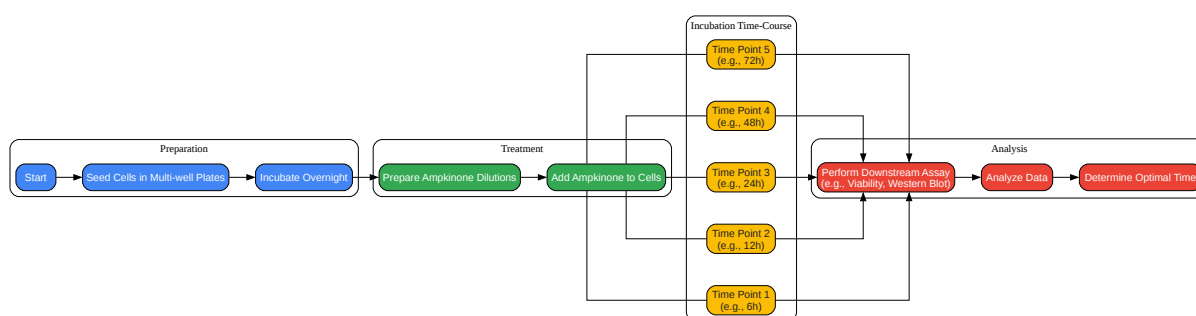 Preparation
Start
Seed Cells in Multi-well Plates
Incubate Overnight
Treatment
Prepare Ampkinone Dilutions
Add Ampkinone to Cells
Incubation Time-Course
Time Point 5
(e.g., 72h)
Time Point 4
(e.g., 48h)
Time Point 3
(e.g., 24h)
Time Point 2
(e.g., 12h)
Time Point 1
(e.g., 6h)
Analysis
Perform Downstream Assay
(e.g., Viability, Western Blot)
Analyze Data
Determine Optimal Time